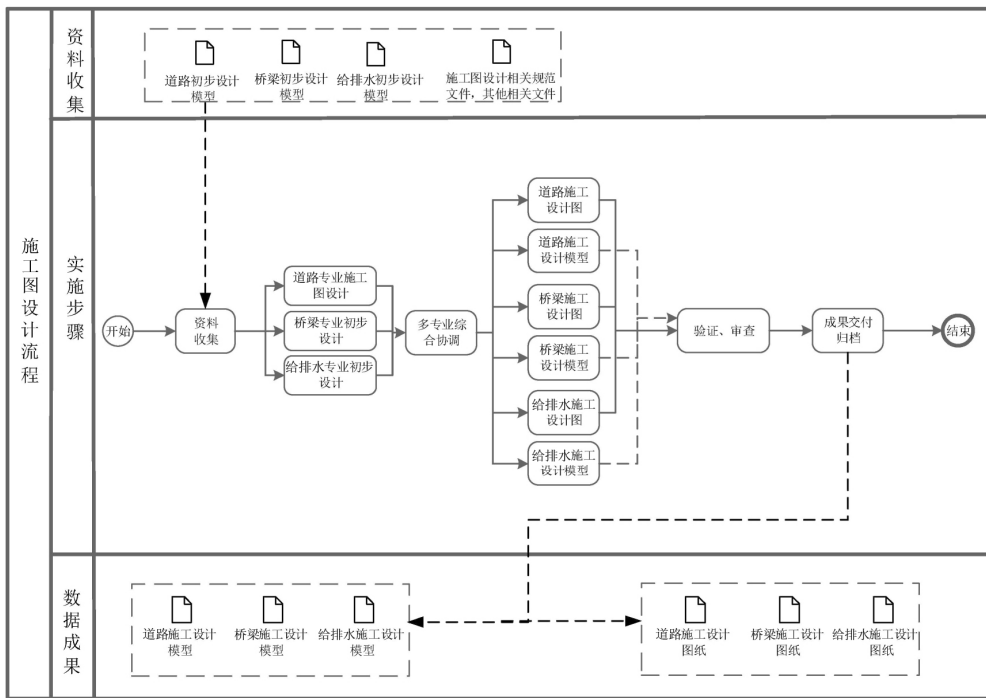 施工图设计流程
资料收集
道路初步设计
模型
桥梁初步设计
模型
给排水初步设计
模型
施工图设计相关规范
文件，其他相关文件
实施步骤
开始
资料
收集
道路专业施工
图设计
桥梁专业初步
设计
给排水专业初步
设计
多专业综
合协调
道路施工
设计图
道路施工
设计模型
桥梁施工
设计图
桥梁施工
设计模型
给排水施工
设计图
给排水施工
设计模型
验证、审查
成果交付
归档
结束
数据成果
道路施工设计
模型
桥梁施工设计
模型
给排水施工设计
模型
道路施工设计
图纸
桥梁施工设计
图纸
给排水施工设计
图纸